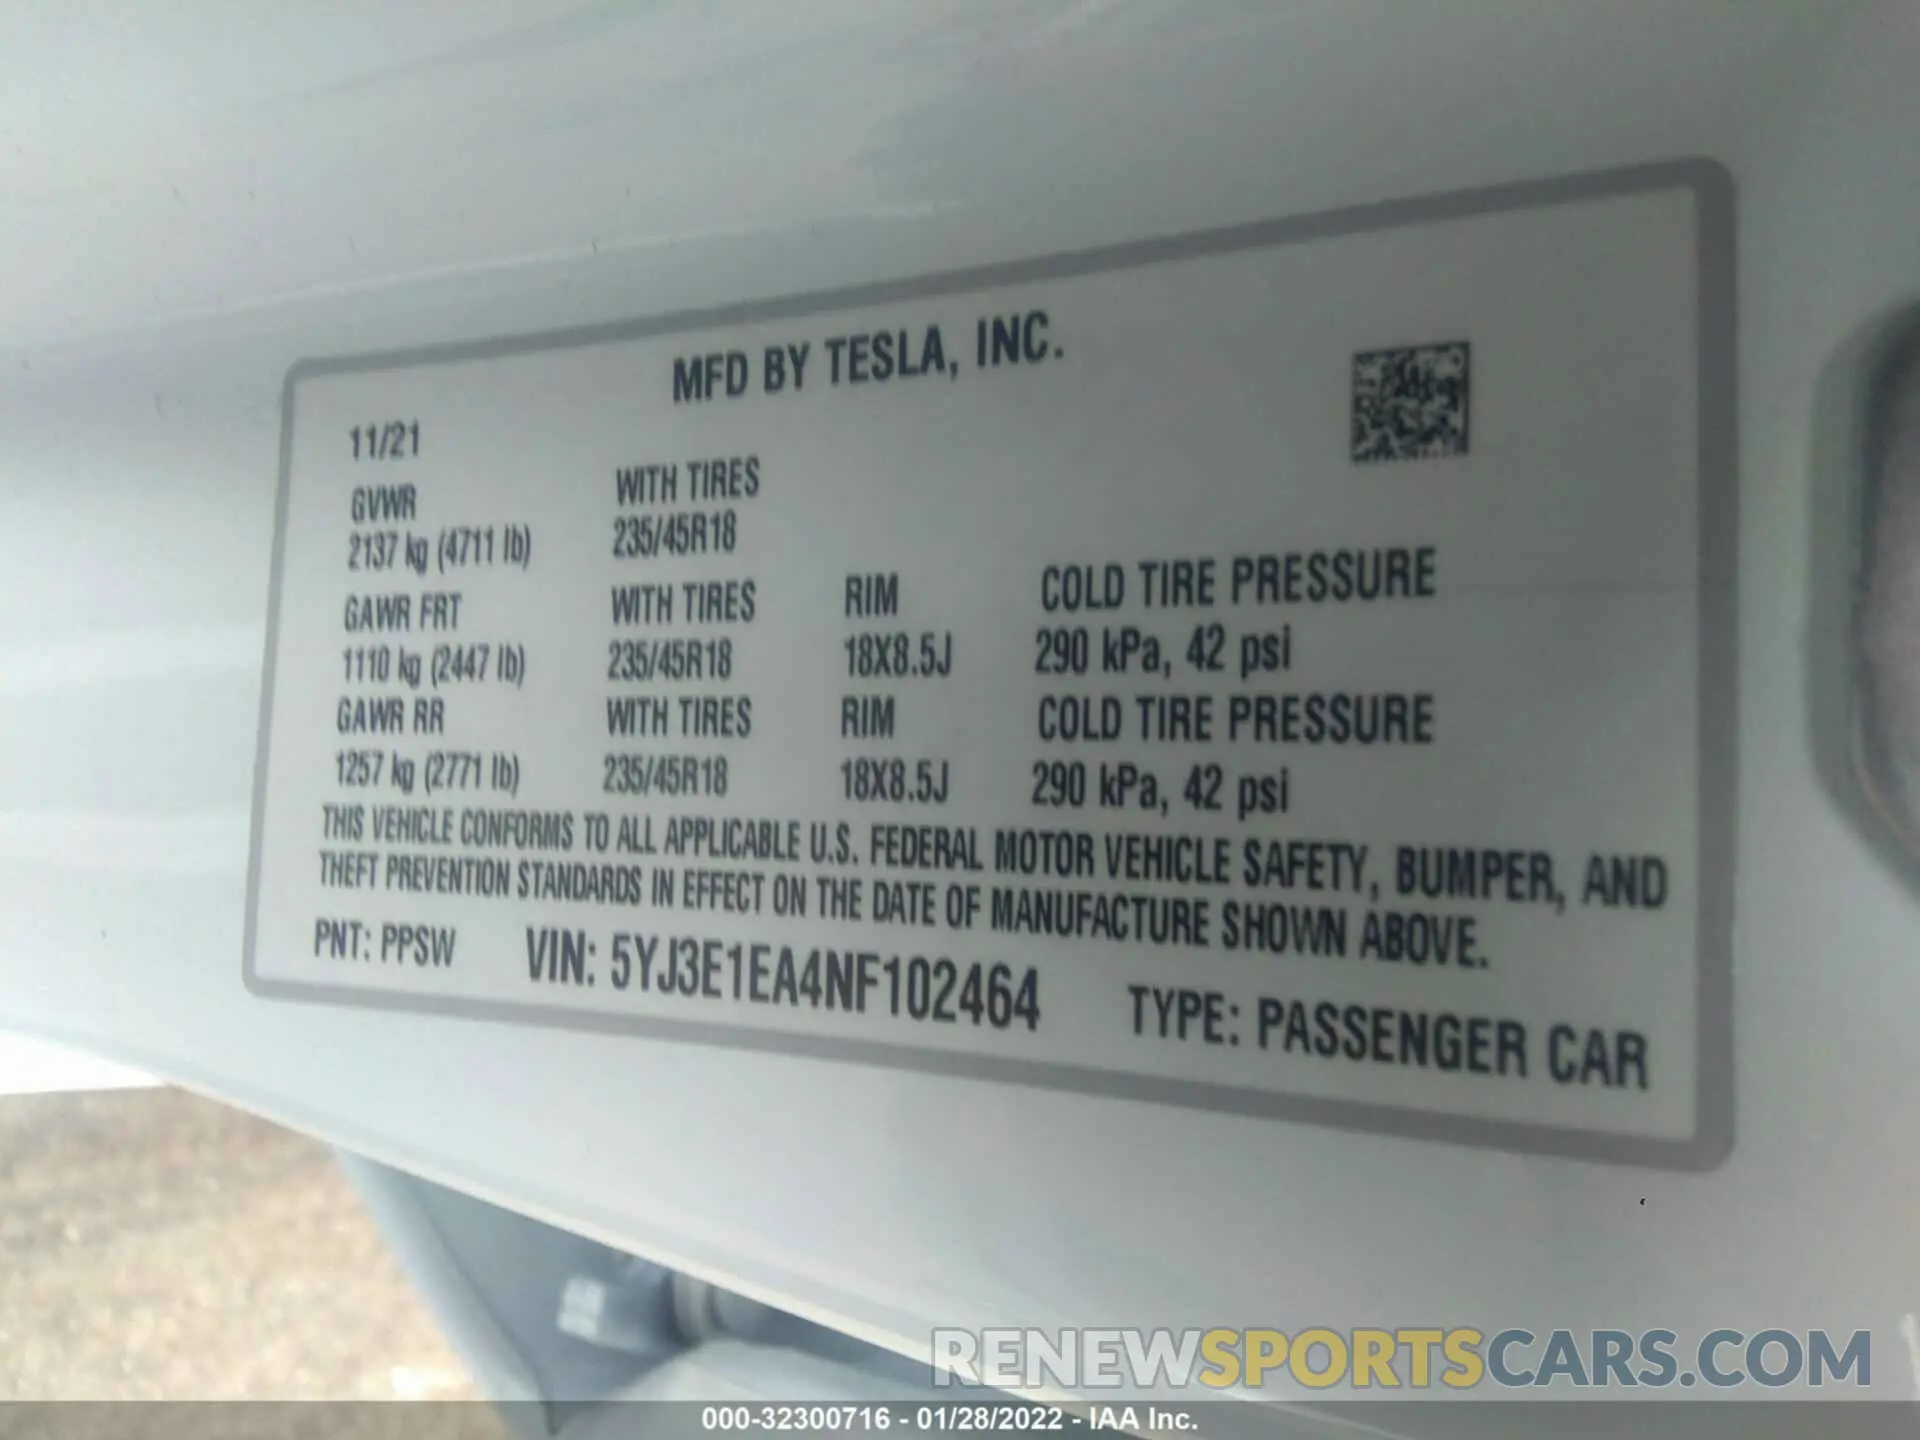 MFD BY TESLA, INC.
11/21
GVWR WITH TIRES
2137 kg (4711 lb) 235/45R18
GAWR FRT WITH TIRES RIM COLD TIRE PRESSURE
1110 kg (2447 lb) 235/45R18 18X8.5J 290 kPa, 42 psi
GAWR RR WITH TIRES RIM COLD TIRE PRESSURE
1257 kg (2771 lb) 235/45R18 18X8.5J 290 kPa, 42 psi
THIS VEHICLE CONFORMS TO ALL APPLICABLE U.S. FEDERAL MOTOR VEHICLE SAFETY, BUMPER, AND
THEFT PREVENTION STANDARDS IN EFFECT ON THE DATE OF MANUFACTURE SHOWN ABOVE.
PNT: PPSW VIN: 5YJ3E1EA4NF102464 TYPE: PASSENGER CAR
RENEWSPORTSCARS.COM
000-32300716 - 01/28/2022 - IAA Inc.